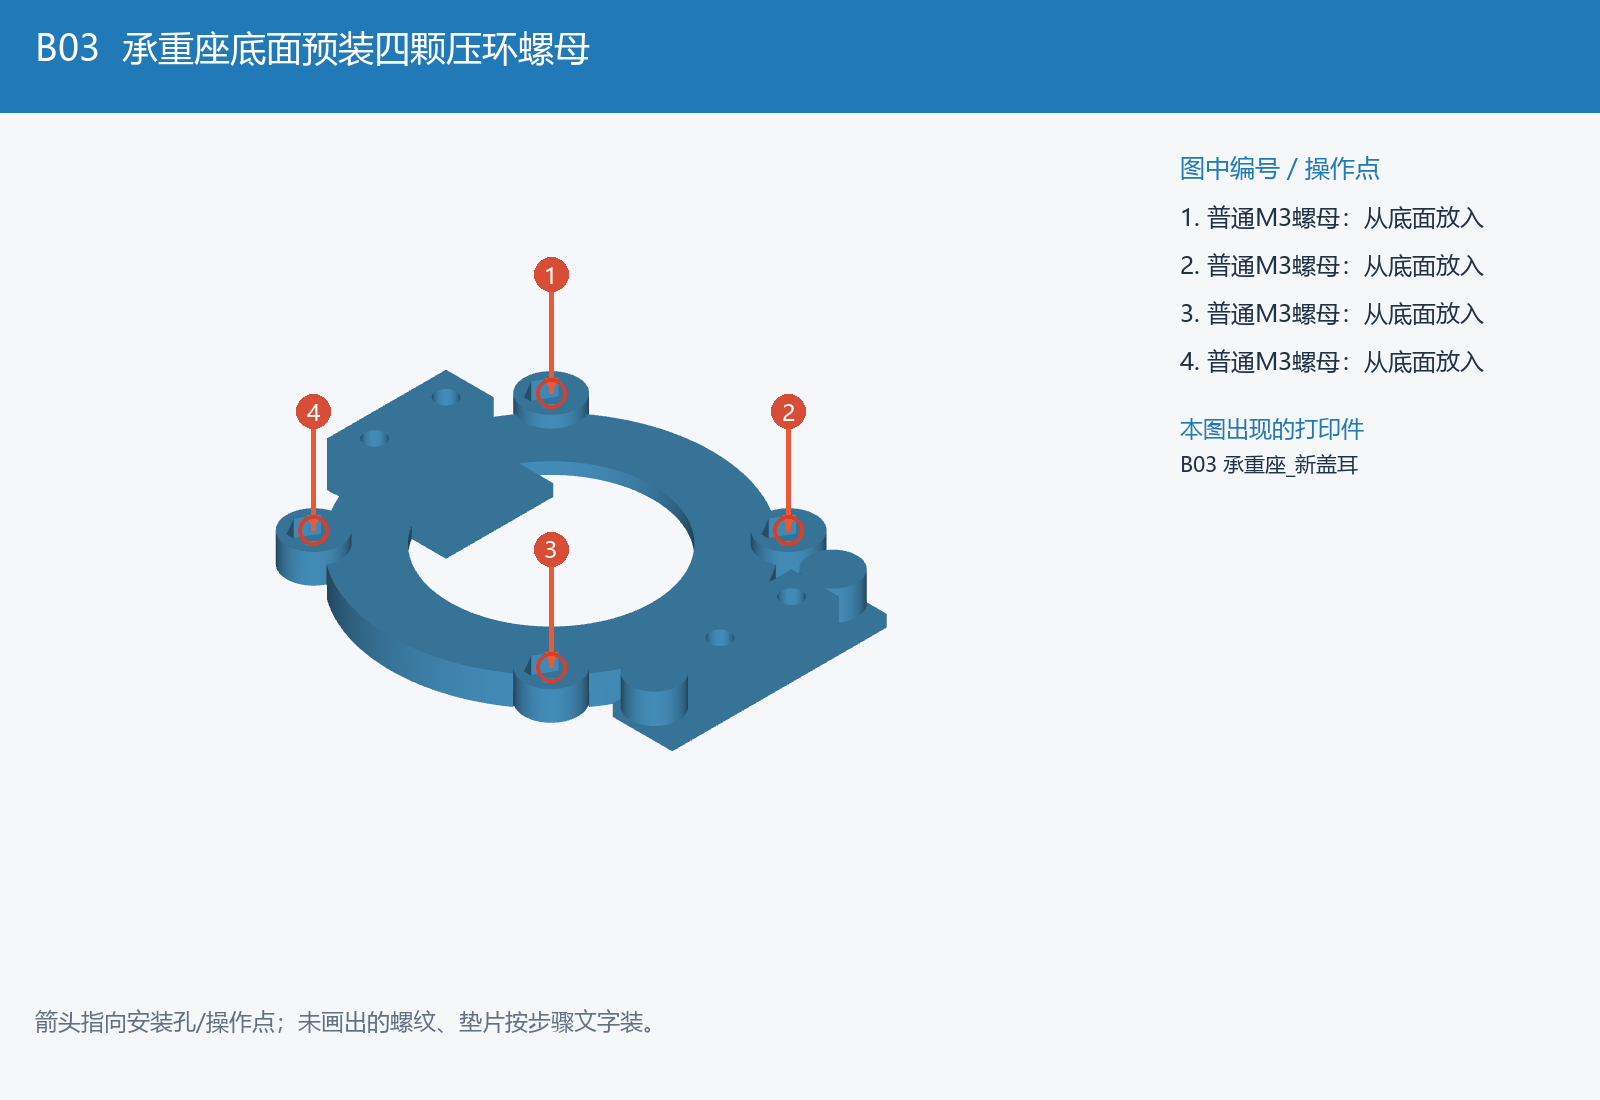 B03 承重座底面预装四颗压环螺母
图中编号 / 操作点
1. 普通M3螺母：从底面放入
2. 普通M3螺母：从底面放入
3. 普通M3螺母：从底面放入
4. 普通M3螺母：从底面放入
本图出现的打印件
B03 承重座_新盖耳
1
4
2
3
箭头指向安装孔/操作点；未画出的螺纹、垫片按步骤文字装。